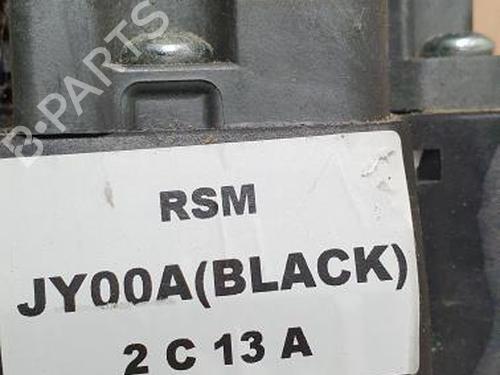 B-PARTS
RSM
JY00A(BLACK)
2 C 13 A